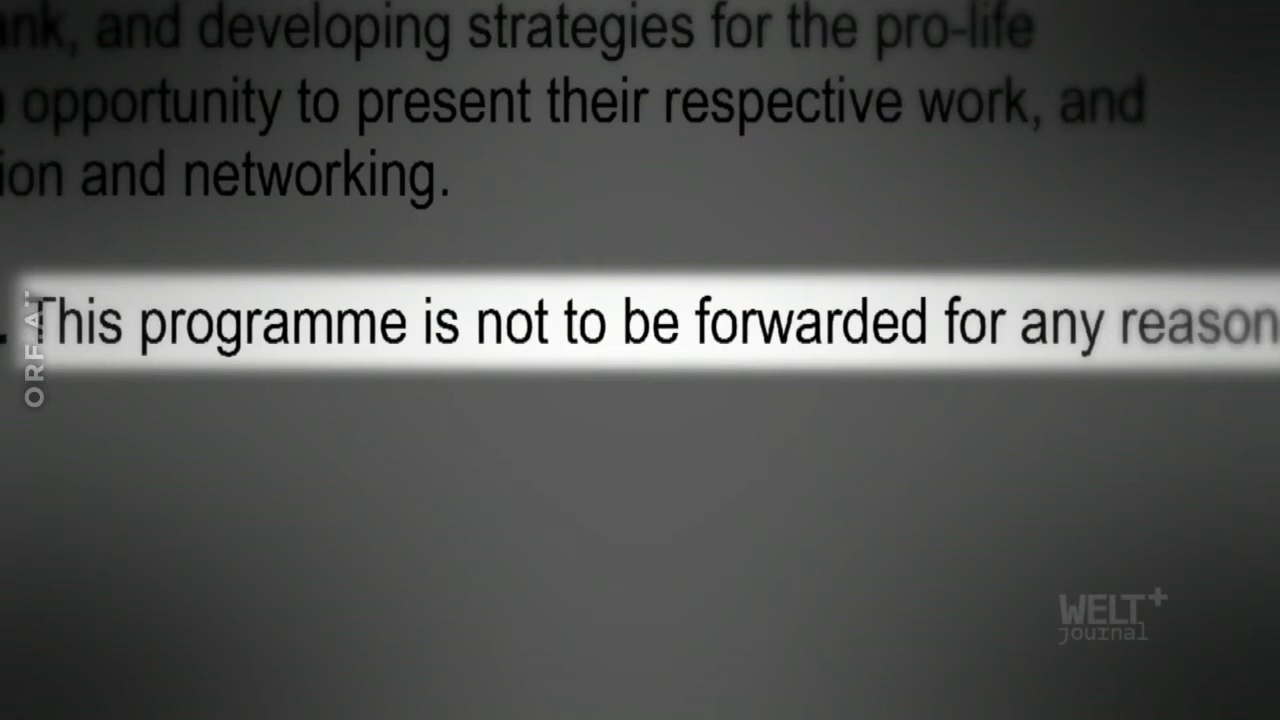 ank, and developing strategies for the pro-life
opportunity to present their respective work, and
ion and networking.
. This programme is not to be forwarded for any reason
ORF.AT
WELT+
journal